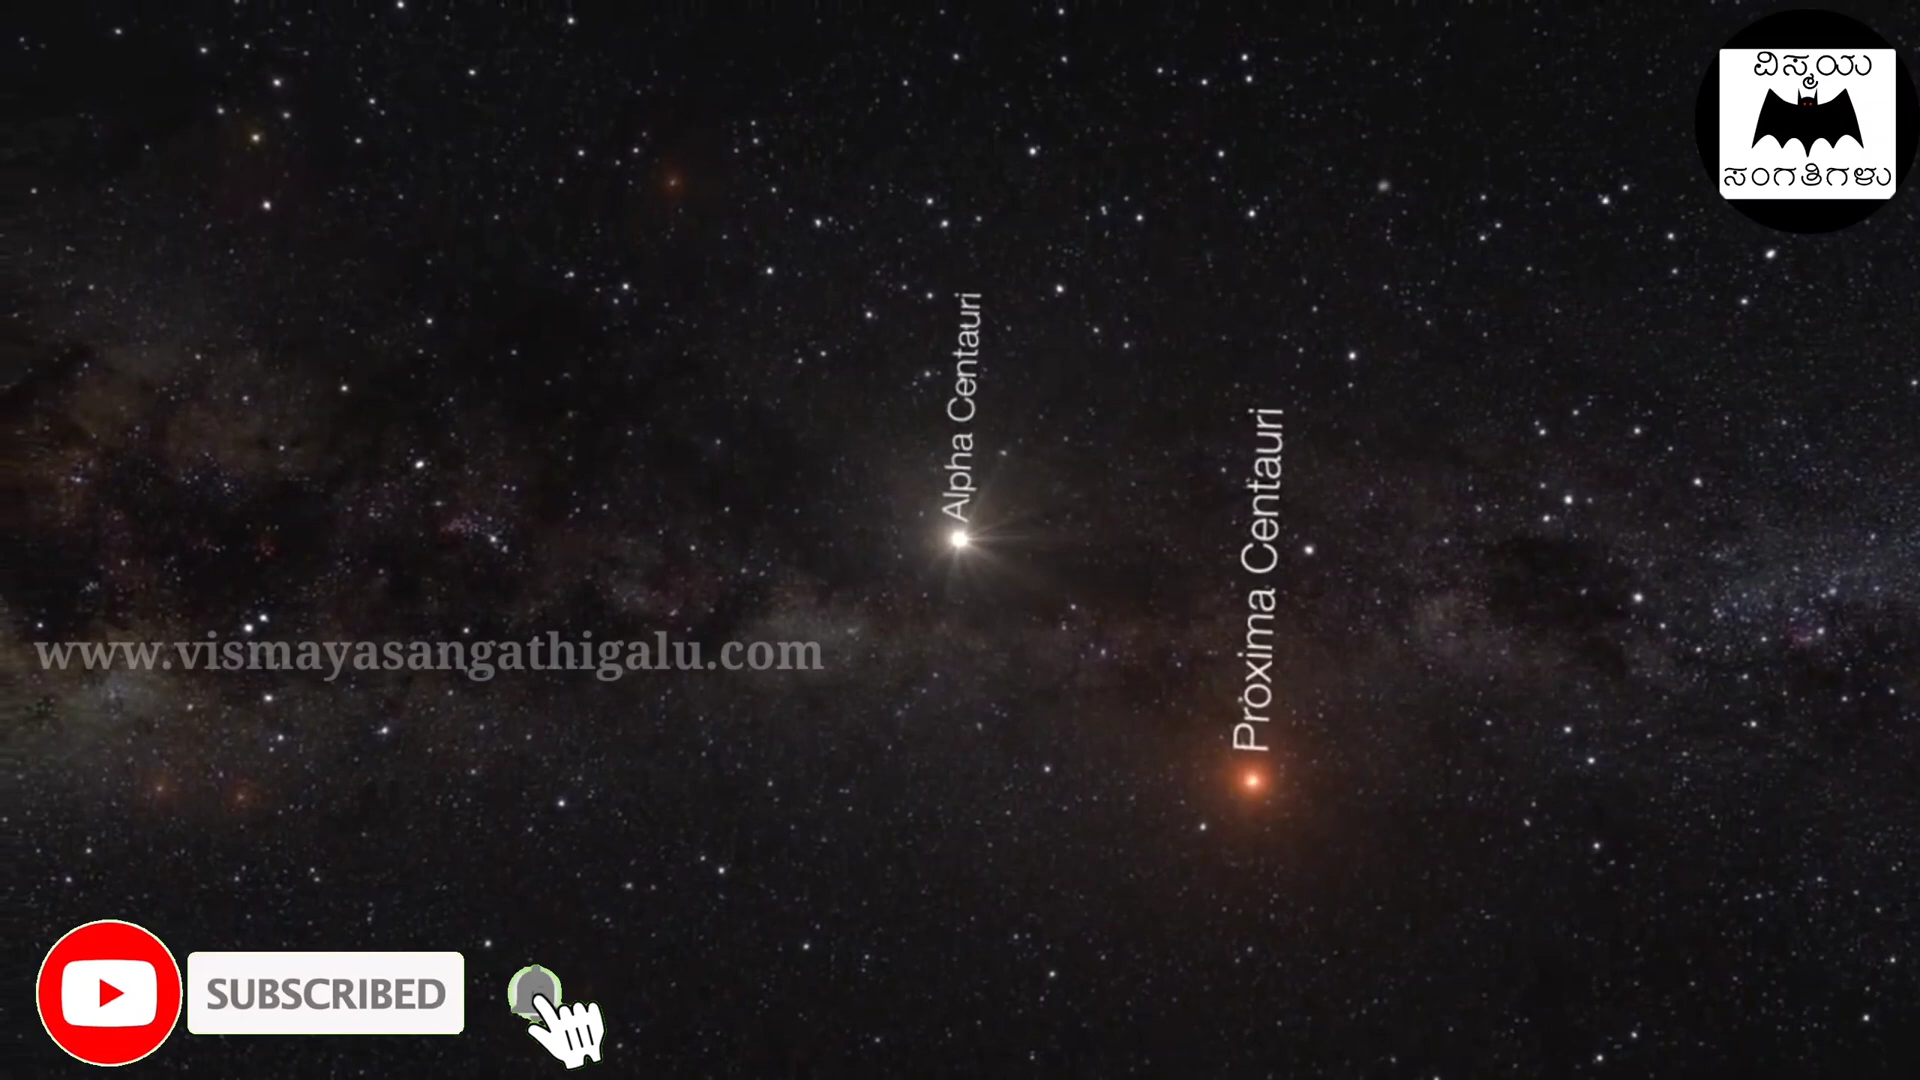 ವಿಸ್ಮಯ
ಸಂಗತಿಗಳು
Alpha Centauri
Proxima Centauri
www.vismayasangathigalu.com
SUBSCRIBED